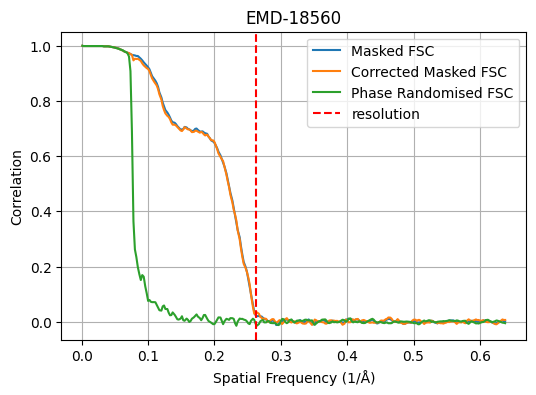 EMD-18560
Masked FSC
Corrected Masked FSC
Phase Randomised FSC
resolution
Correlation
1.0
0.8
0.6
0.4
0.2
0.0
0.0 0.1 0.2 0.3 0.4 0.5 0.6
Spatial Frequency (1/Å)